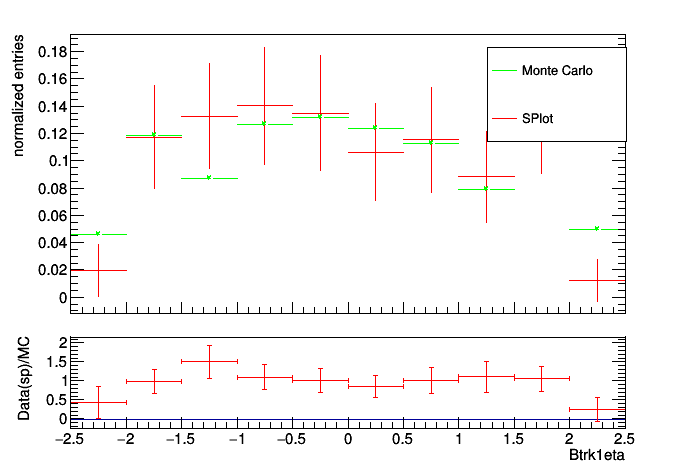 normalized entries
0.18
0.16
0.14
0.12
0.1
0.08
0.06
0.04
0.02
0
Monte Carlo
SPlot
Data(sp)/MC
2
1.5
1
0.5
0
−2.5 −2 −1.5 −1 −0.5 0 0.5 1 1.5 2 2.5
Btrk1eta